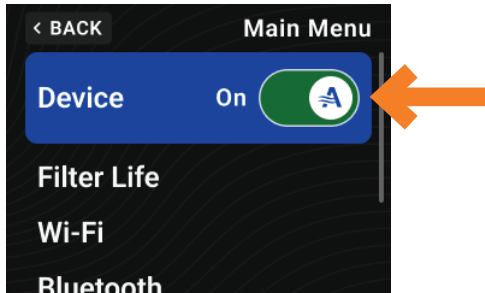 < BACK Main Menu
Device On
Filter Life
Wi-Fi
Bluetooth